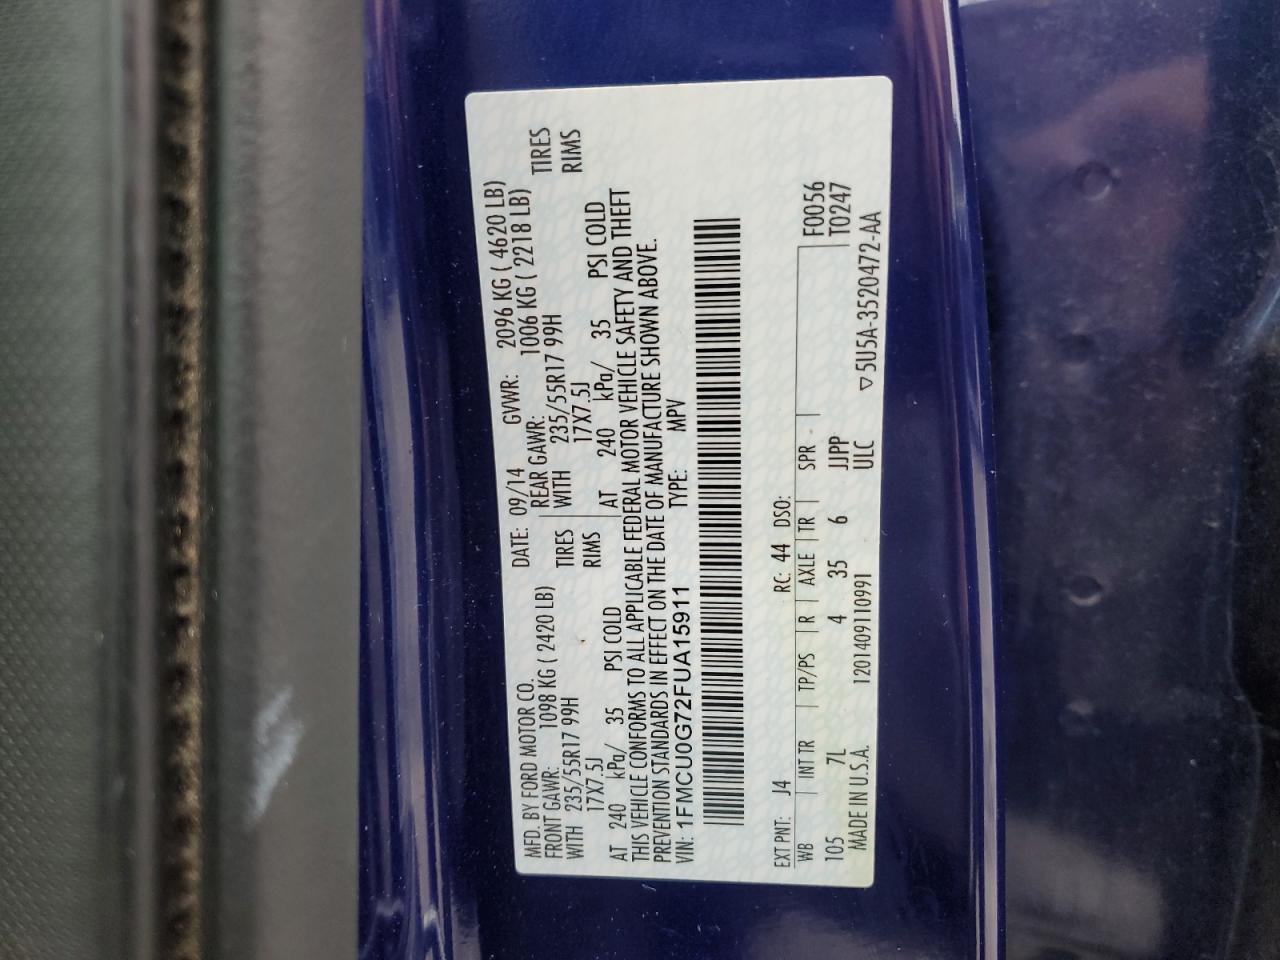 MFD. BY FORD MOTOR CO. DATE: 09/14 GVWR: 2096 KG ( 4620 LB)
FRONT GAWR: 1098 KG ( 2420 LB) REAR GAWR: 1006 KG ( 2218 LB)
WITH 235/55R17 99H TIRES WITH 235/55R17 99H TIRES
17X7.5J RIMS 17X7.5J RIMS
AT 240 kPa/ 35 PSI COLD AT 240 kPa/ 35 PSI COLD
THIS VEHICLE CONFORMS TO ALL APPLICABLE FEDERAL MOTOR VEHICLE SAFETY AND THEFT
PREVENTION STANDARDS IN EFFECT ON THE DATE OF MANUFACTURE SHOWN ABOVE.
VIN: 1FMCU0G72FUA15911 TYPE: MPV
EXT PNT: J4 RC: 44 DSO:
WB INT TR TP/PS R AXLE TR SPR F0056
105 7L 4 35 6 JJPP T0247
MADE IN U.S.A. 1201409110991 ULC ▽5U5A-3520472-AA